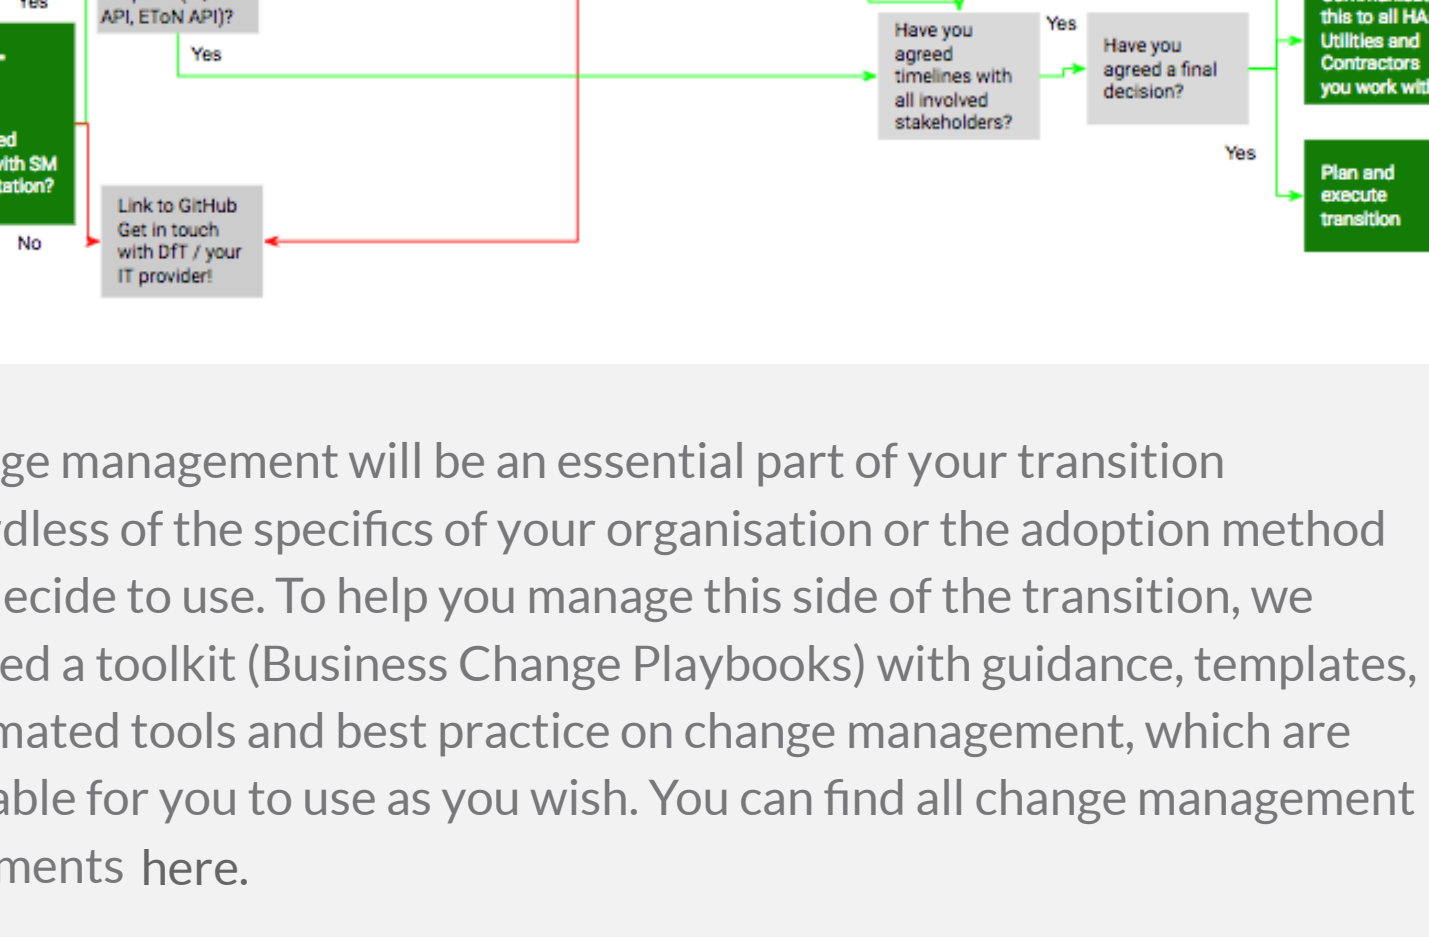 Yes
API, EToN API)?
Yes
Have you
agreed
timelines with
all involved
stakeholders?
Yes
Have you
agreed a final
decision?
this to all HA
Utilities and
Contractors
you work with
Yes
Plan and
execute
transition
ed
with SM
tation?
No
Link to GitHub
Get in touch
with DfT / your
IT provider!
ge management will be an essential part of your transition
rdless of the specifics of your organisation or the adoption method
ecide to use. To help you manage this side of the transition, we
ed a toolkit (Business Change Playbooks) with guidance, templates,
mated tools and best practice on change management, which are
able for you to use as you wish. You can find all change management
ments here.